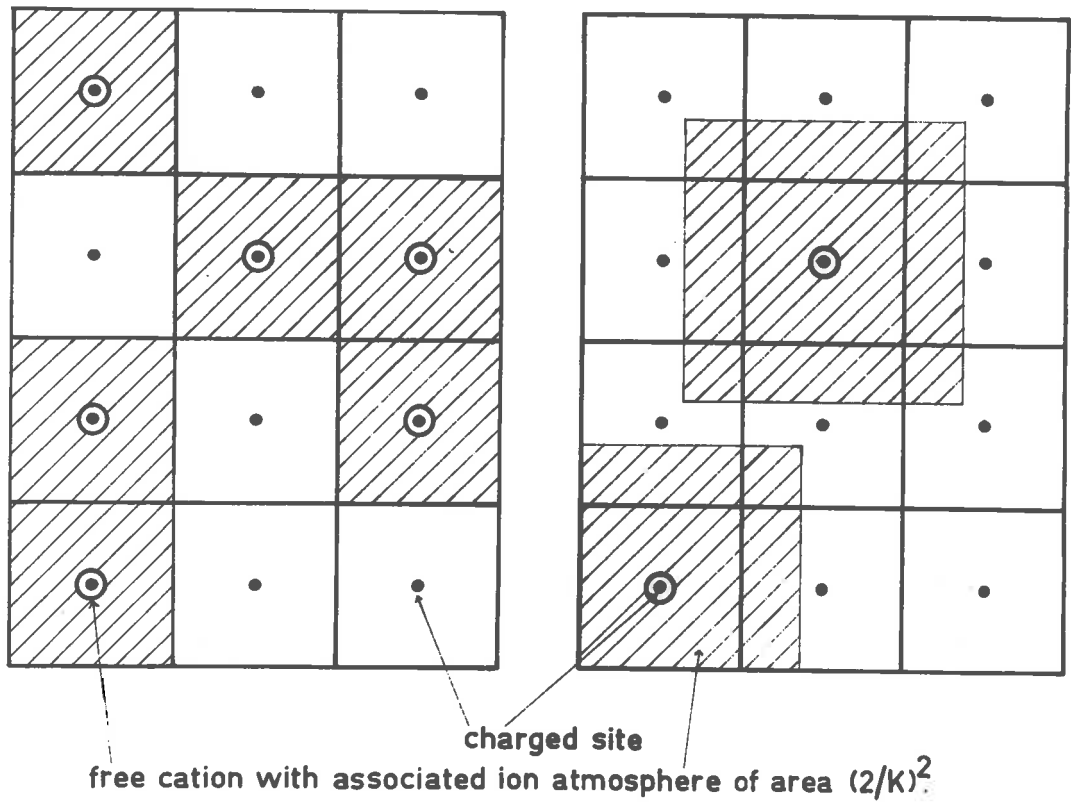 charged site
free cation with associated ion atmosphere of area (2/K)².